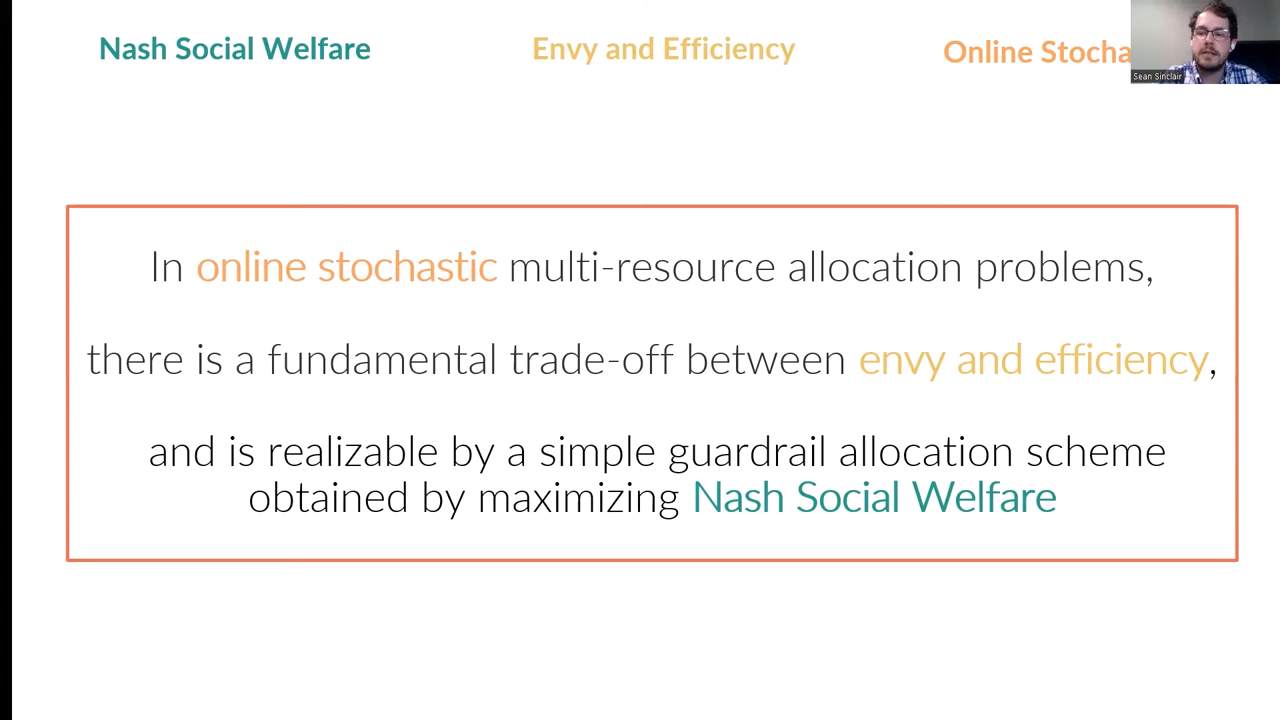 Nash Social Welfare
Envy and Efficiency
Online Stocha
Sean Sinclair
In online stochastic multi-resource allocation problems,
there is a fundamental trade-off between envy and efficiency,
and is realizable by a simple guardrail allocation scheme
obtained by maximizing Nash Social Welfare